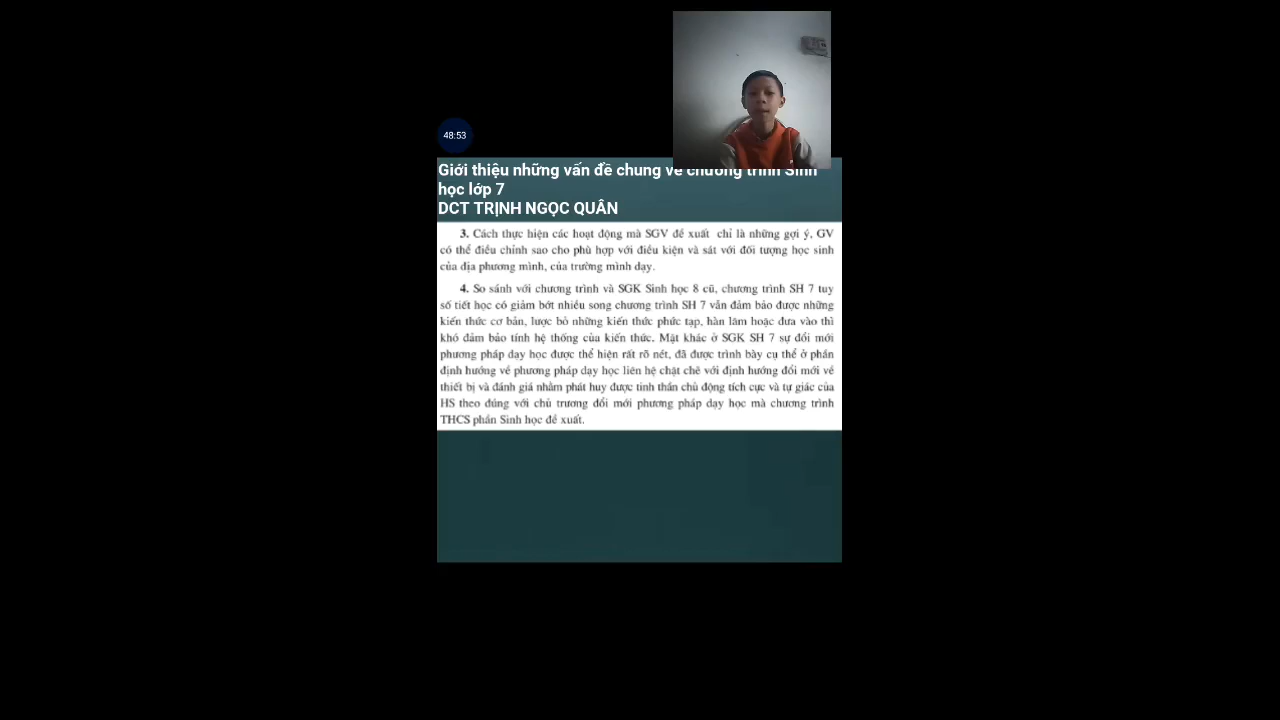 48:53
Giới thiệu những vấn đề chung về chương trình Sinh
học lớp 7
DCT TRỊNH NGỌC QUÂN
3. Cách thực hiện các hoạt động mà SGV đề xuất chỉ là những gợi ý, GV
có thể điều chỉnh sao cho phù hợp với điều kiện và sát với đối tượng học sinh
của địa phương mình, của trường mình dạy.
4. So sánh với chương trình và SGK Sinh học 8 cũ, chương trình SH 7 tuy
số tiết học có giảm bớt nhiều song chương trình SH 7 vẫn đảm bảo được những
kiến thức cơ bản, lược bỏ những kiến thức phức tạp, hàn lâm hoặc đưa vào thì
khó đảm bảo tính hệ thống của kiến thức. Mặt khác ở SGK SH 7 sự đổi mới
phương pháp dạy học được thể hiện rất rõ nét, đã được trình bày cụ thể ở phần
định hướng về phương pháp dạy học liên hệ chặt chẽ với định hướng đổi mới về
thiết bị và đánh giá nhằm phát huy được tinh thần chủ động tích cực và tự giác của
HS theo đúng với chủ trương đổi mới phương pháp dạy học mà chương trình
THCS phần Sinh học đề xuất.